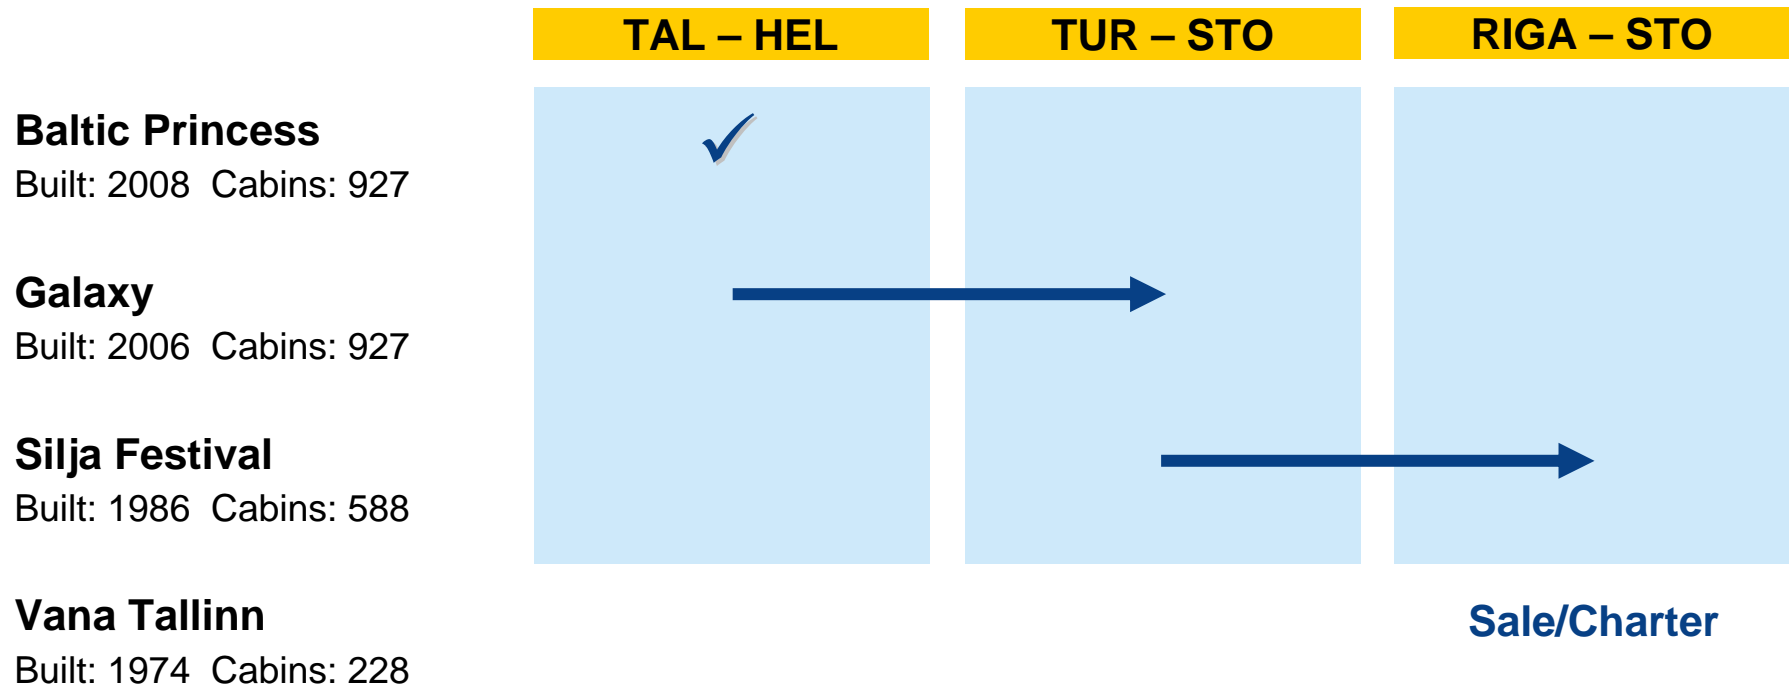 TAL – HEL TUR – STO RIGA – STO
Baltic Princess
Built: 2008 Cabins: 927
Galaxy
Built: 2006 Cabins: 927
Silja Festival
Built: 1986 Cabins: 588
Vana Tallinn Sale/Charter
Built: 1974 Cabins: 228